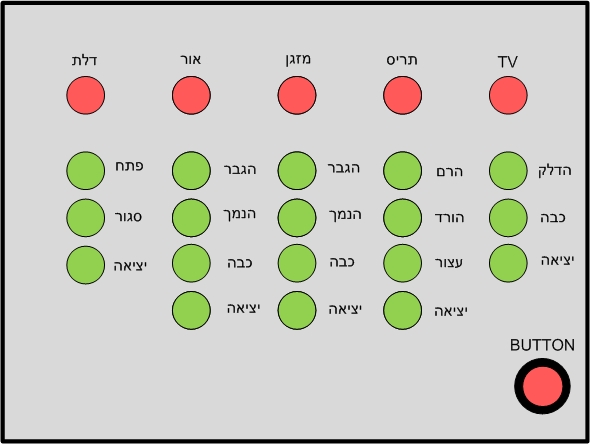 TV תריס מזגן אור דלת
הדלק הרם הגבר הגבר פתח
כבה הורד הנמך הנמך סגור
יציאה עצור כבה כבה יציאה
יציאה יציאה יציאה
BUTTON